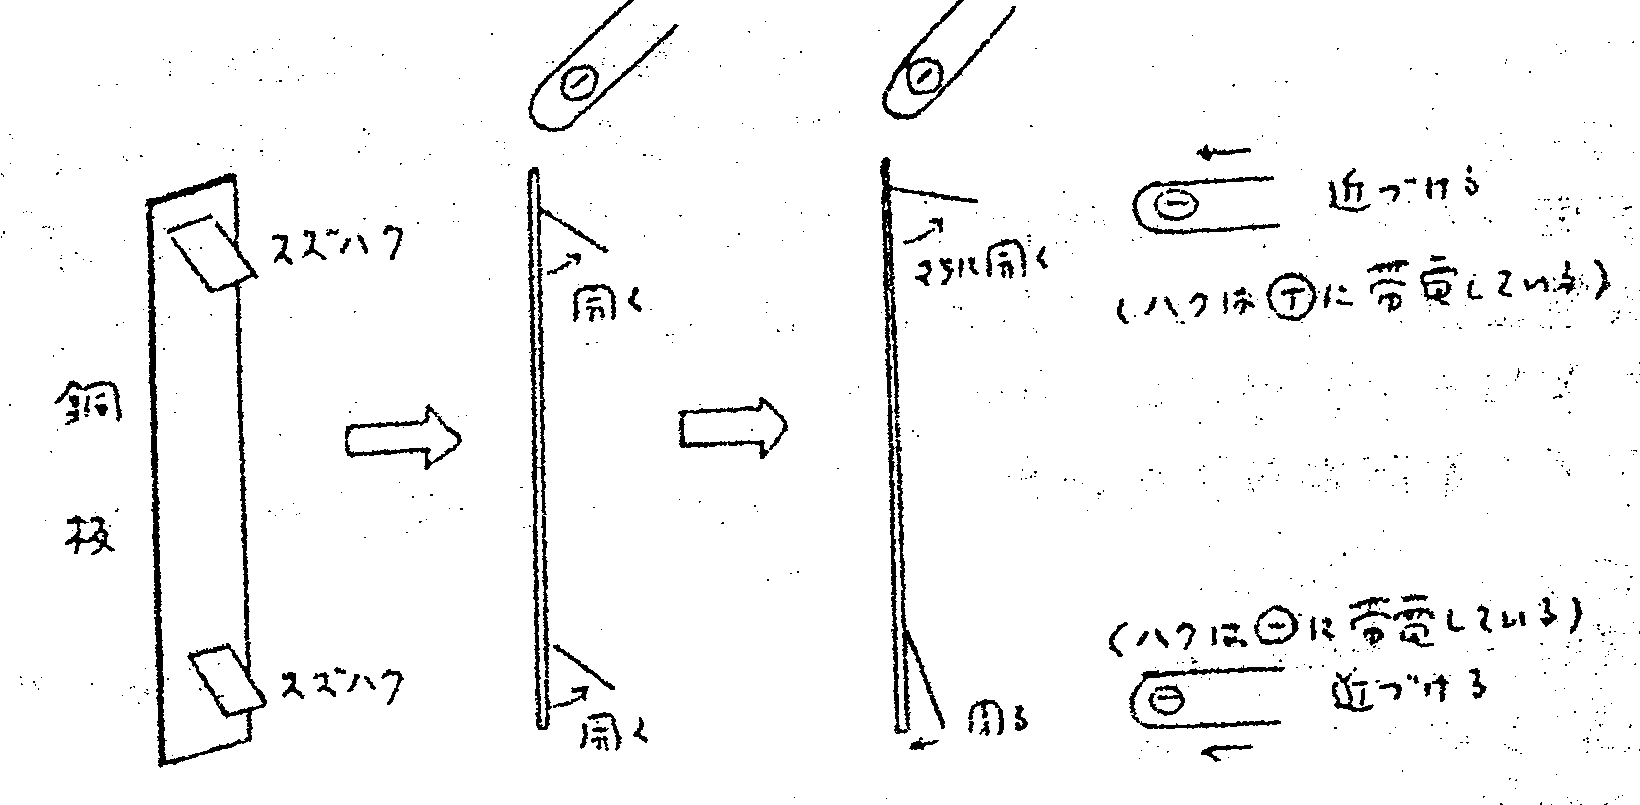 スズハク
銅
板
スズハク
⊖
開く
開く
⊖
さらに開く
閉る
⊖
近づける
(ハクは⊕に帯電している)
(ハクは⊖に帯電している)
⊖
近づける